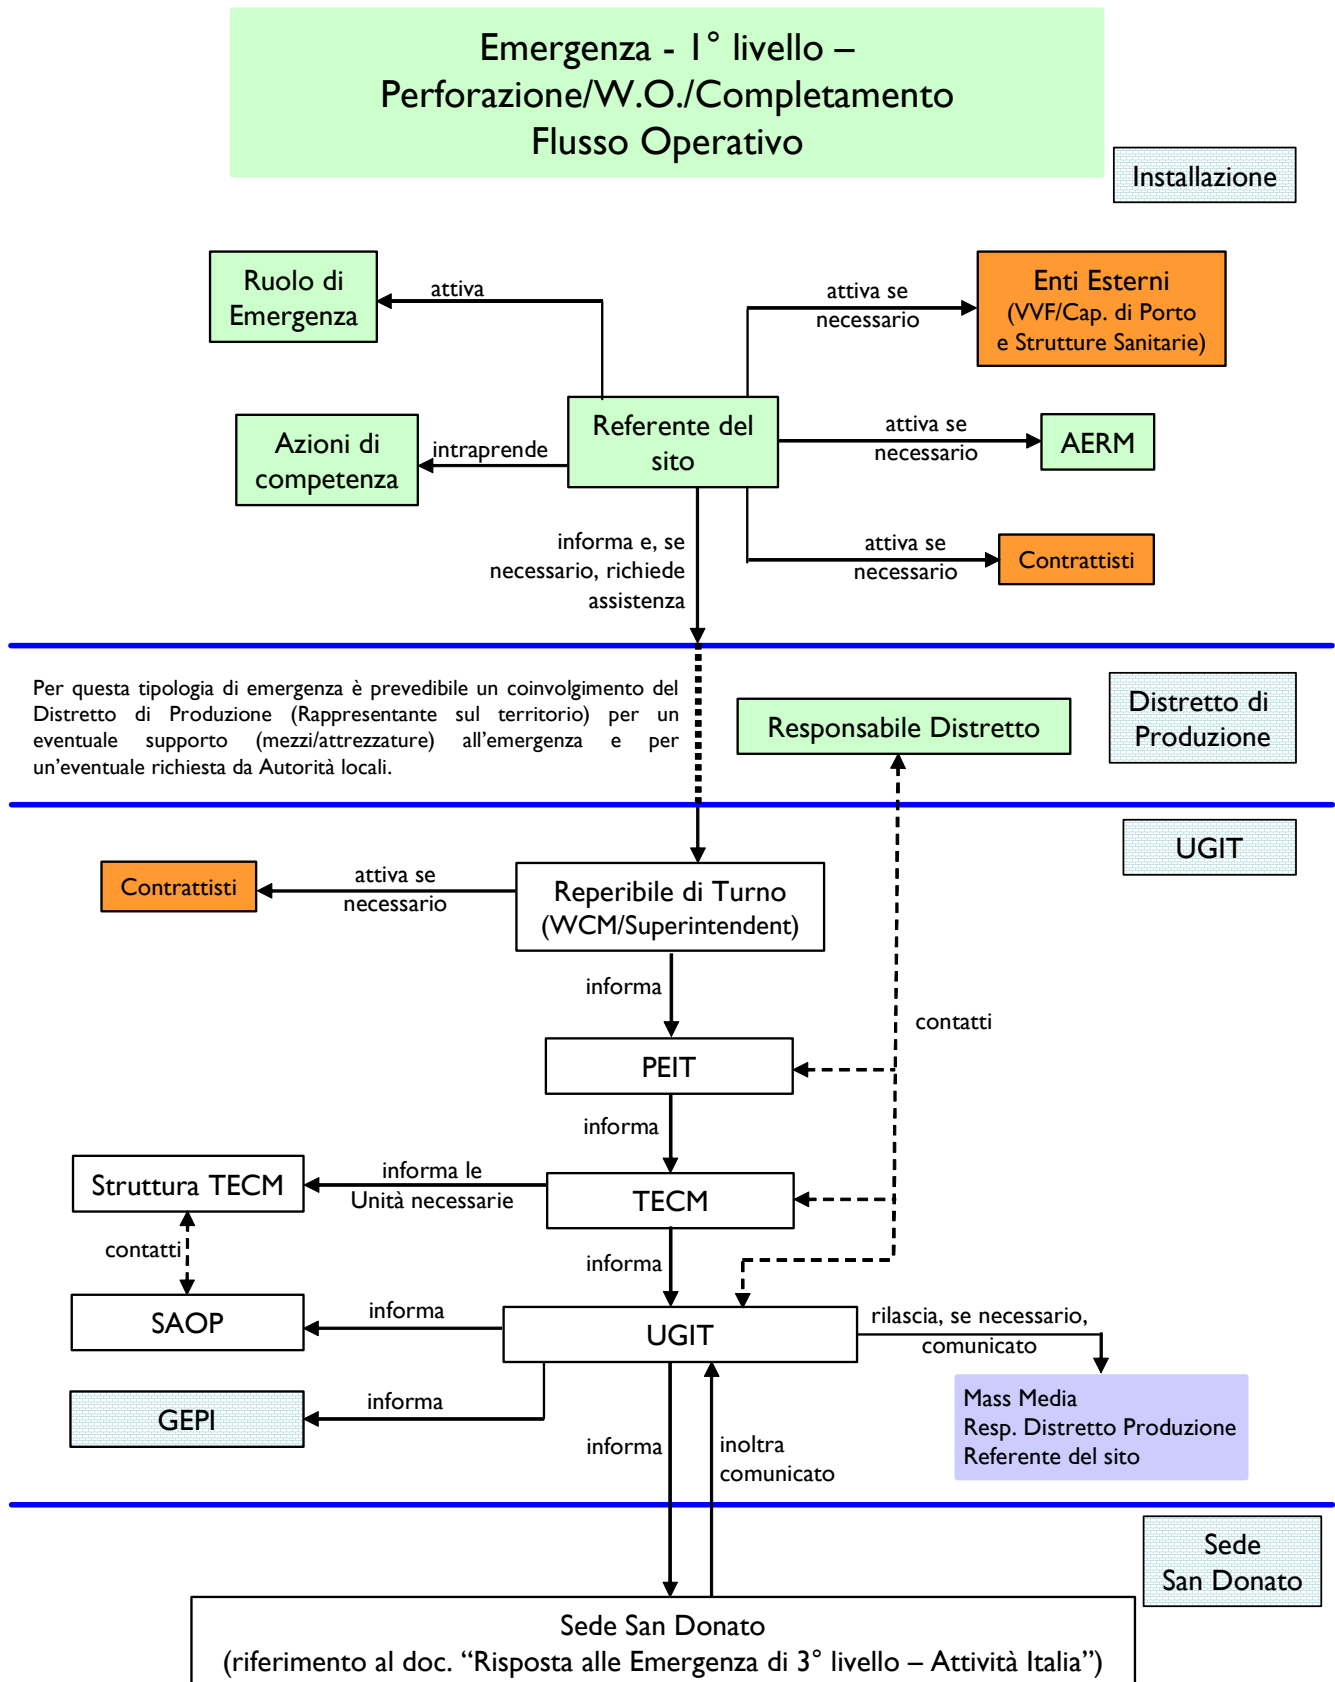 Emergenza - 1° livello –
Perforazione/W.O./Completamento
Flusso Operativo
Installazione
Ruolo di
Emergenza
attiva
attiva se
necessario
Enti Esterni
(VVF/Cap. di Porto
e Strutture Sanitarie)
Azioni di
competenza
intraprende
Referente del
sito
attiva se
necessario
AERM
informa e, se
necessario, richiede
assistenza
attiva se
necessario
Contrattisti
Per questa tipologia di emergenza è prevedibile un coinvolgimento del
Distretto di Produzione (Rappresentante sul territorio) per un
eventuale supporto (mezzi/attrezzature) all’emergenza e per
un’eventuale richiesta da Autorità locali.
Responsabile Distretto
Distretto di
Produzione
UGIT
Contrattisti
attiva se
necessario
Reperibile di Turno
(WCM/Superintendent)
informa
contatti
PEIT
informa
Struttura TECM
informa le
Unità necessarie
TECM
contatti
informa
SAOP
informa
UGIT
rilascia, se necessario,
comunicato
GEPI
informa
Mass Media
Resp. Distretto Produzione
Referente del sito
informa
inoltra
comunicato
Sede
San Donato
Sede San Donato
(riferimento al doc. “Risposta alle Emergenza di 3° livello – Attività Italia”)